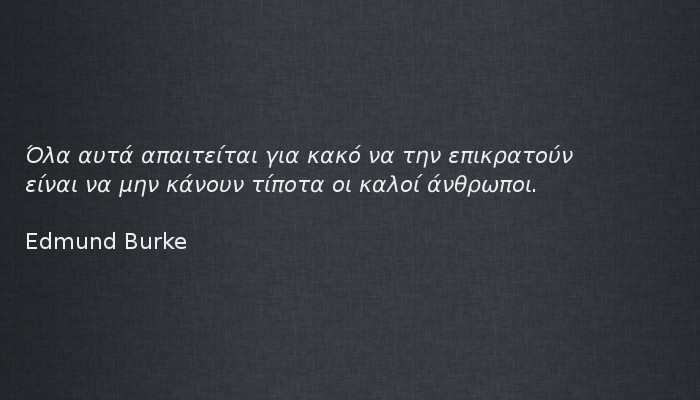 Όλα αυτά απαιτείται για κακό να την επικρατούν
είναι να μην κάνουν τίποτα οι καλοί άνθρωποι.
Edmund Burke